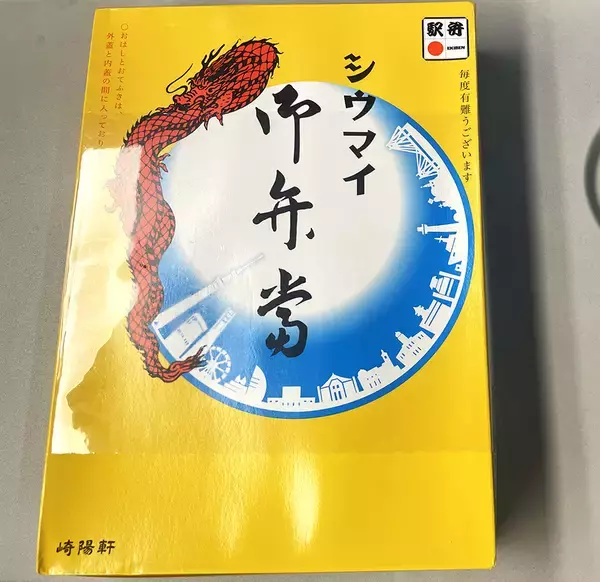 駅弁
EKIBEN
毎度有難うございます
シウマイ
御弁当
○おはしとおてふきは、
外蓋と内蓋の間に入っており
崎陽軒